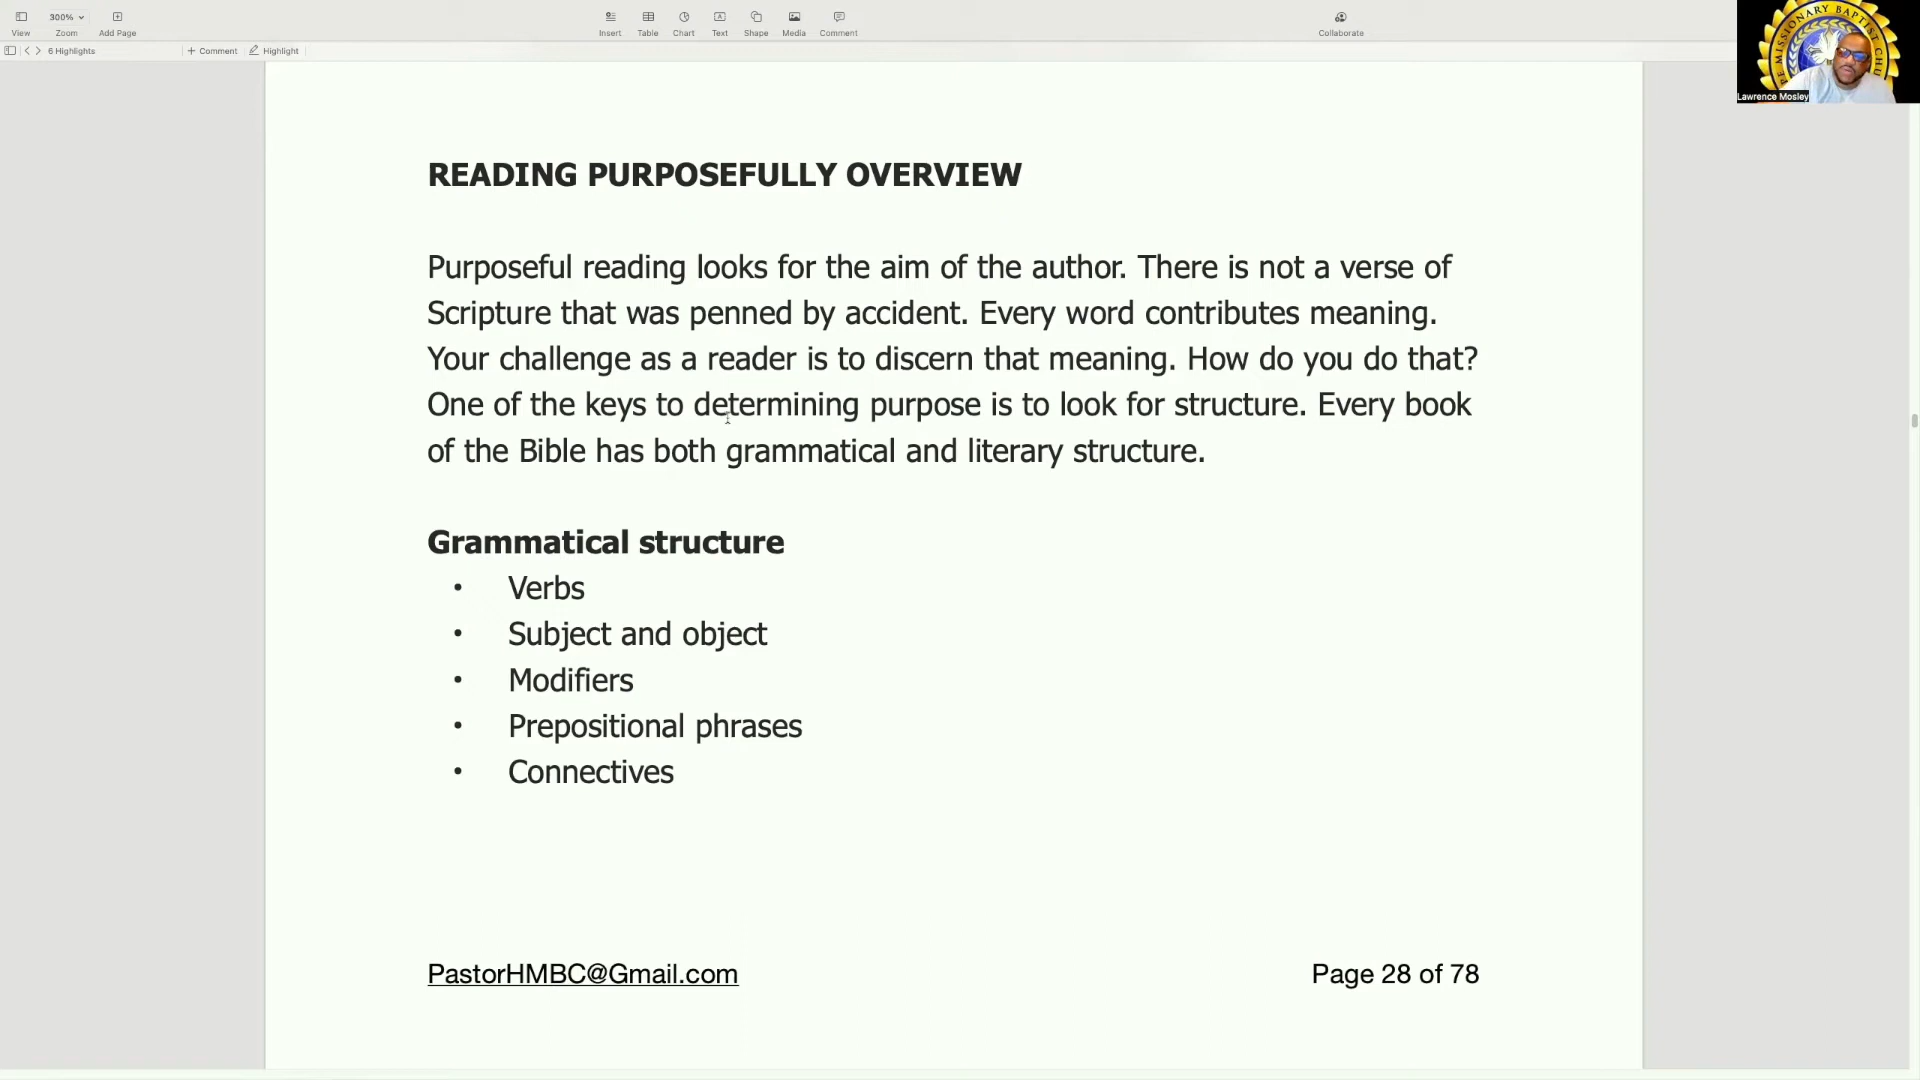 View
300%
Zoom
Add Page
Insert
Table
Chart
Text
Shape
Media
Comment
Collaborate
6 Highlights
+ Comment
Highlight
MISSIONARY BAPTIST CHU
Lawrence Mosley
READING PURPOSEFULLY OVERVIEW
Purposeful reading looks for the aim of the author. There is not a verse of
Scripture that was penned by accident. Every word contributes meaning.
Your challenge as a reader is to discern that meaning. How do you do that?
One of the keys to determining purpose is to look for structure. Every book
of the Bible has both grammatical and literary structure.
Grammatical structure
• Verbs
• Subject and object
• Modifiers
• Prepositional phrases
• Connectives
PastorHMBC@Gmail.com
Page 28 of 78